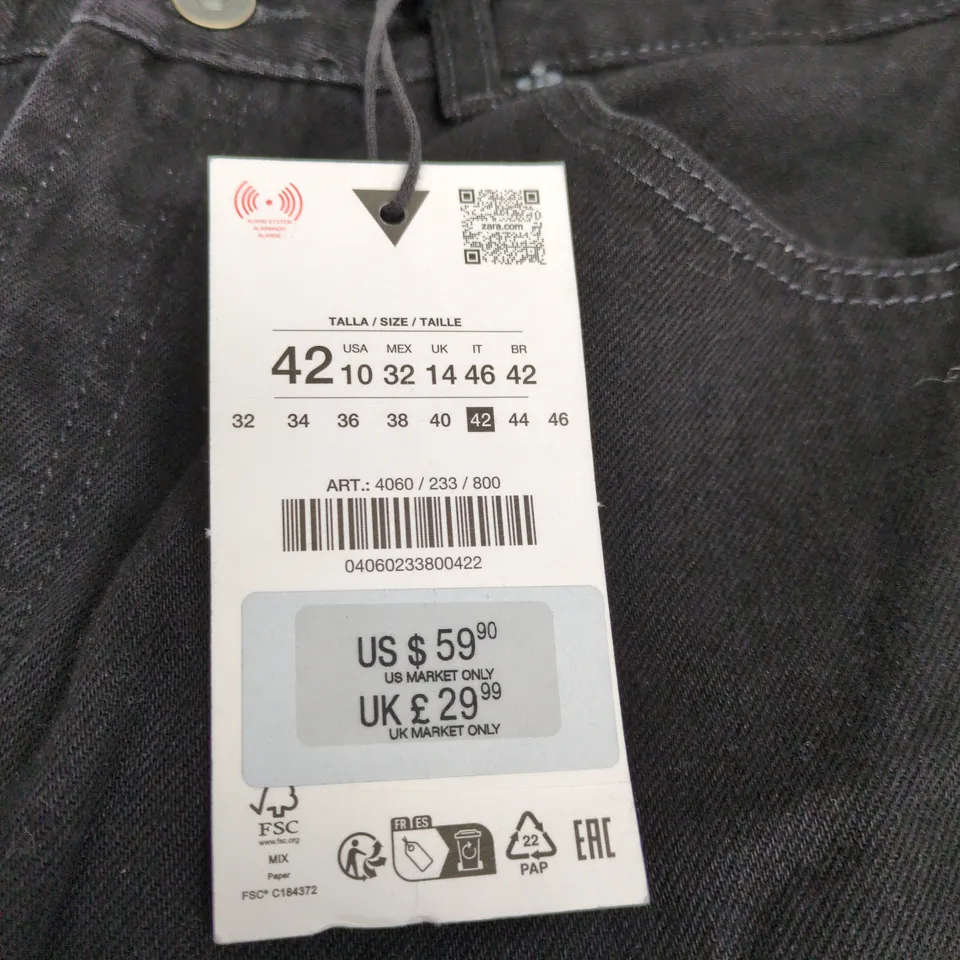 ALARM SYSTEM
ALARMADO
ALARME
zara.com
TALLA / SIZE / TAILLE
USA MEX UK IT BR
42 10 32 14 46 42
32 34 36 38 40 42 44 46
ART.: 4060 / 233 / 800
04060233800422
US $ 59 90
US MARKET ONLY
UK £ 29 99
UK MARKET ONLY
FSC
www.fsc.org
MIX
Paper
FSC® C184372
FR ES
22
PAP
EAC